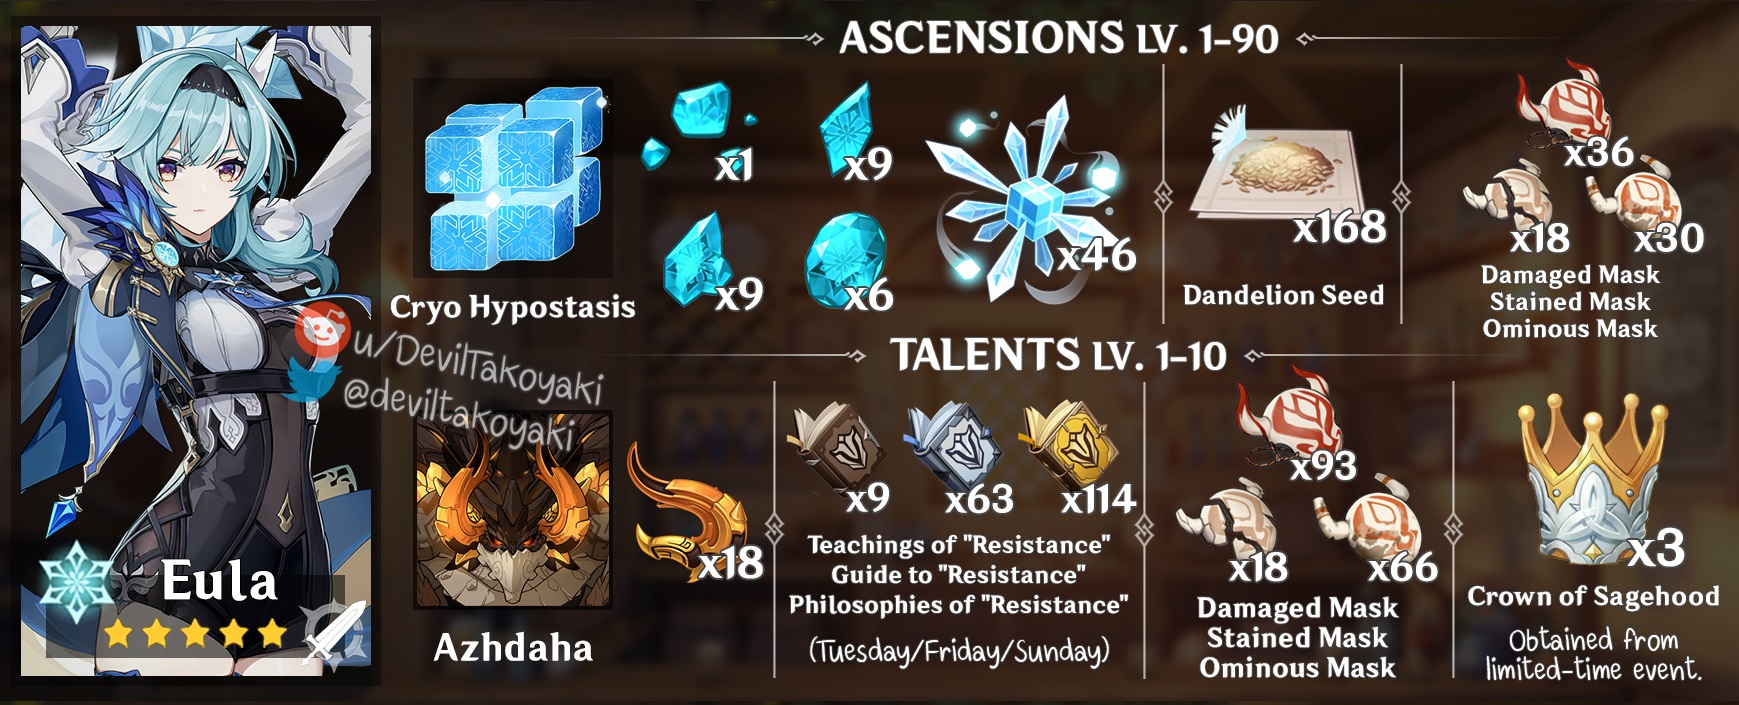 ASCENSIONS LV. 1-90
x1
x9
x9
x6
x46
Cryo Hypostasis
x168
Dandelion Seed
x36
x18
x30
Damaged Mask
Stained Mask
Ominous Mask
u/DevilTakoyaki
@deviltakoyaki
TALENTS LV. 1-10
Azhdaha
x18
x9
x63
x114
Teachings of "Resistance"
Guide to "Resistance"
Philosophies of "Resistance"
(Tuesday/Friday/Sunday)
x93
x18
x66
Damaged Mask
Stained Mask
Ominous Mask
x3
Crown of Sagehood
Obtained from
limited-time event.
Eula